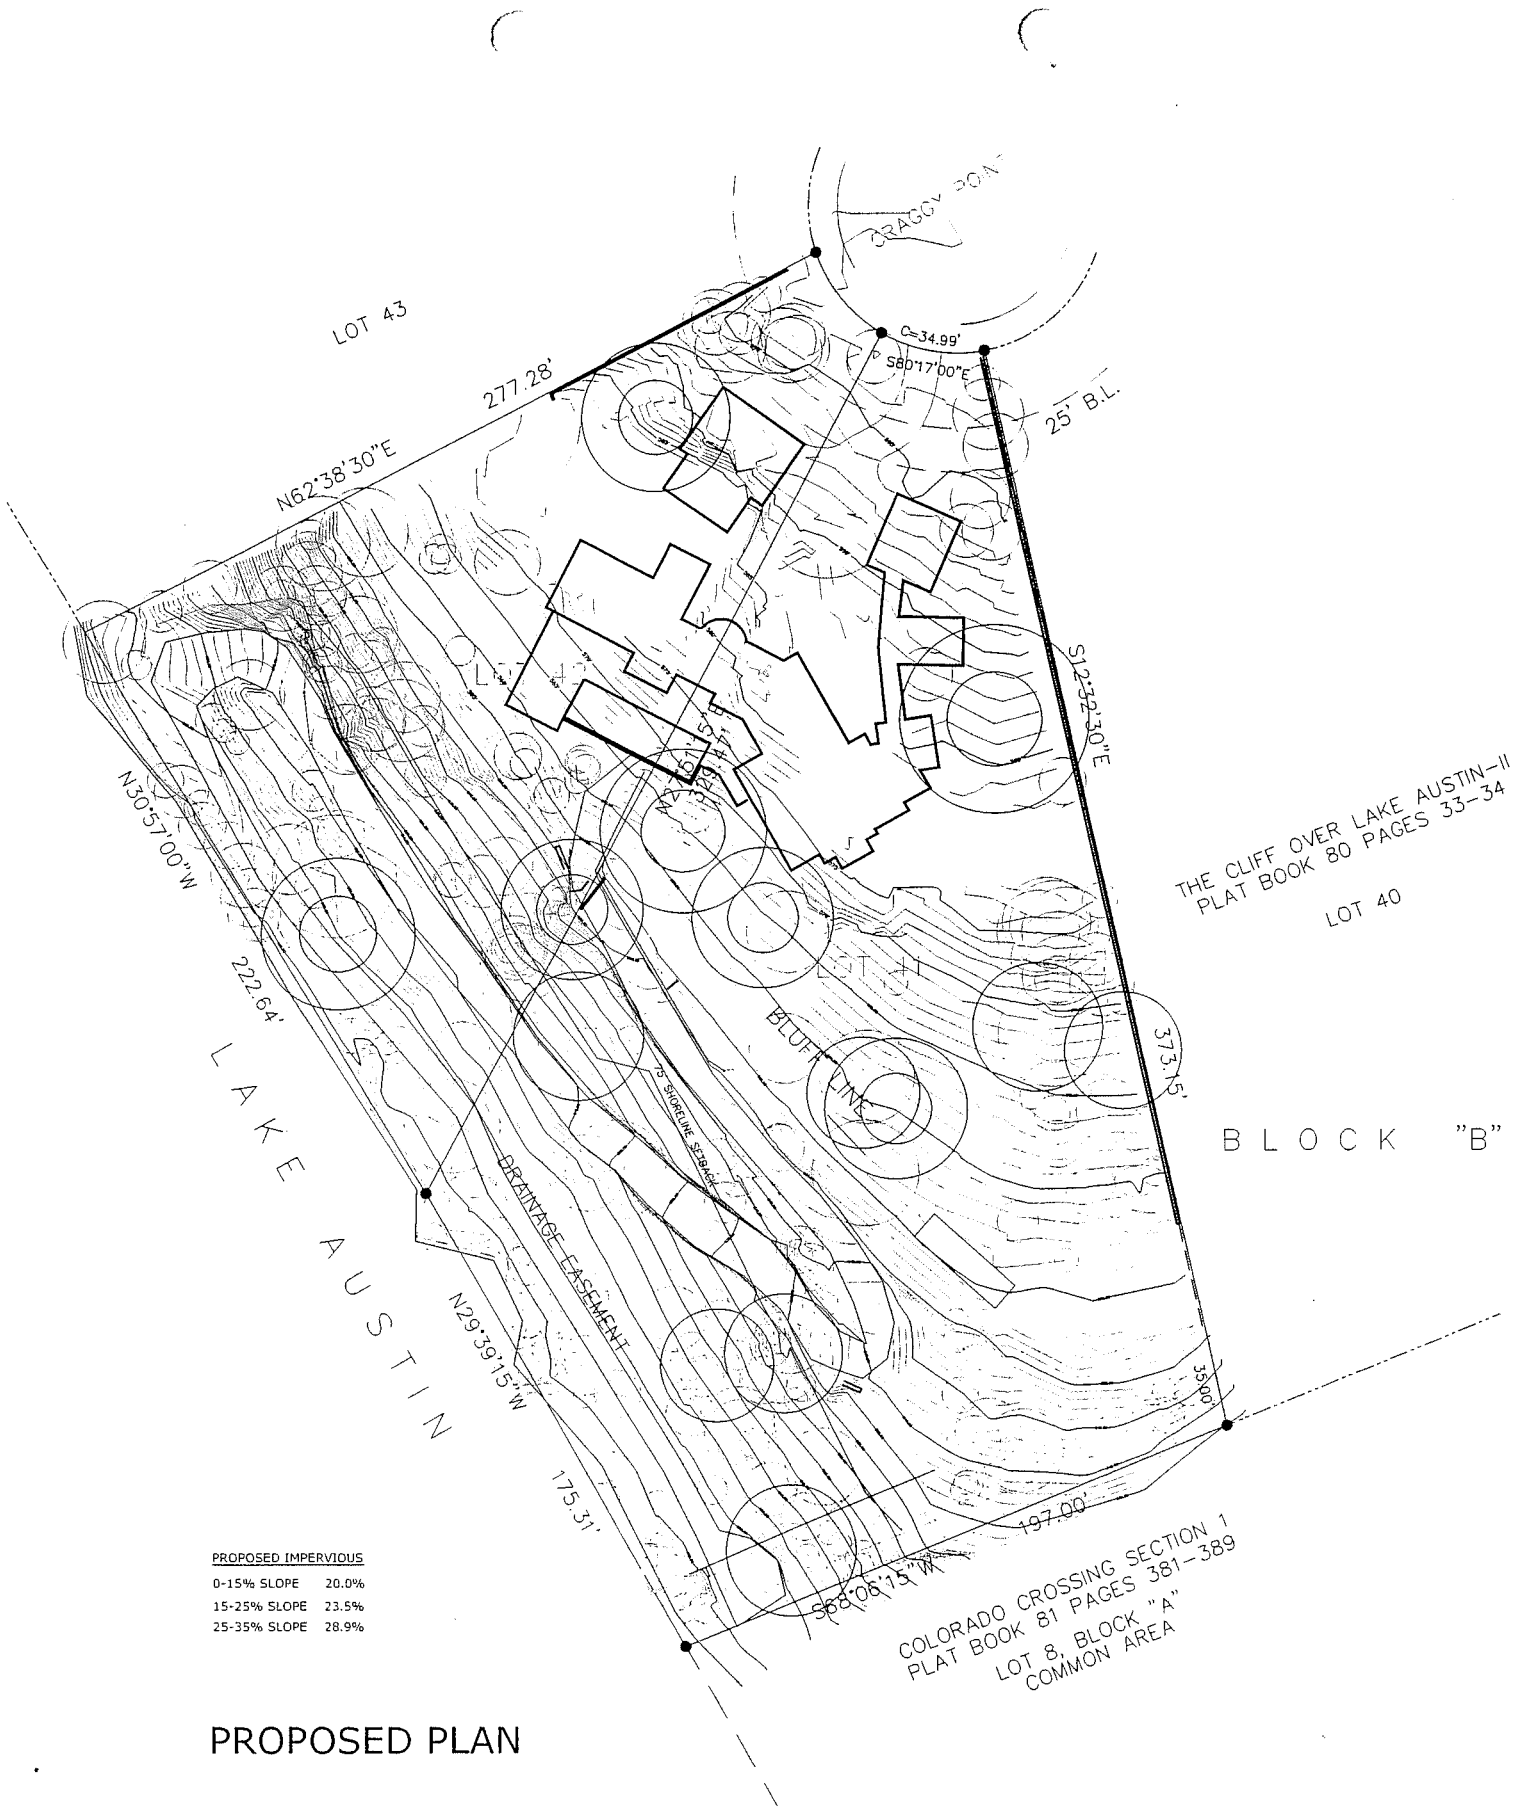 CRAGGY POINT
LOT 43
C=34.99'
S80°17'00"E
25' B.L.
277.28'
N62°38'30"E
LOT 42
S12°32'30"E
N30°57'00"W
THE CLIFF OVER LAKE AUSTIN-II
PLAT BOOK 80 PAGES 33-34
LOT 40
LOT 41
222.64'
BLUFF LINE
373.15'
75' SHORELINE SETBACK
LAKE AUSTIN
BLOCK "B"
DRAINAGE EASEMENT
N29°39'15"W
35.00'
175.31'
197.00'
S68°06'15"W
COLORADO CROSSING SECTION 1
PLAT BOOK 81 PAGES 381-389
LOT 8, BLOCK "A"
COMMON AREA
PROPOSED IMPERVIOUS
0-15% SLOPE 20.0%
15-25% SLOPE 23.5%
25-35% SLOPE 28.9%
PROPOSED PLAN